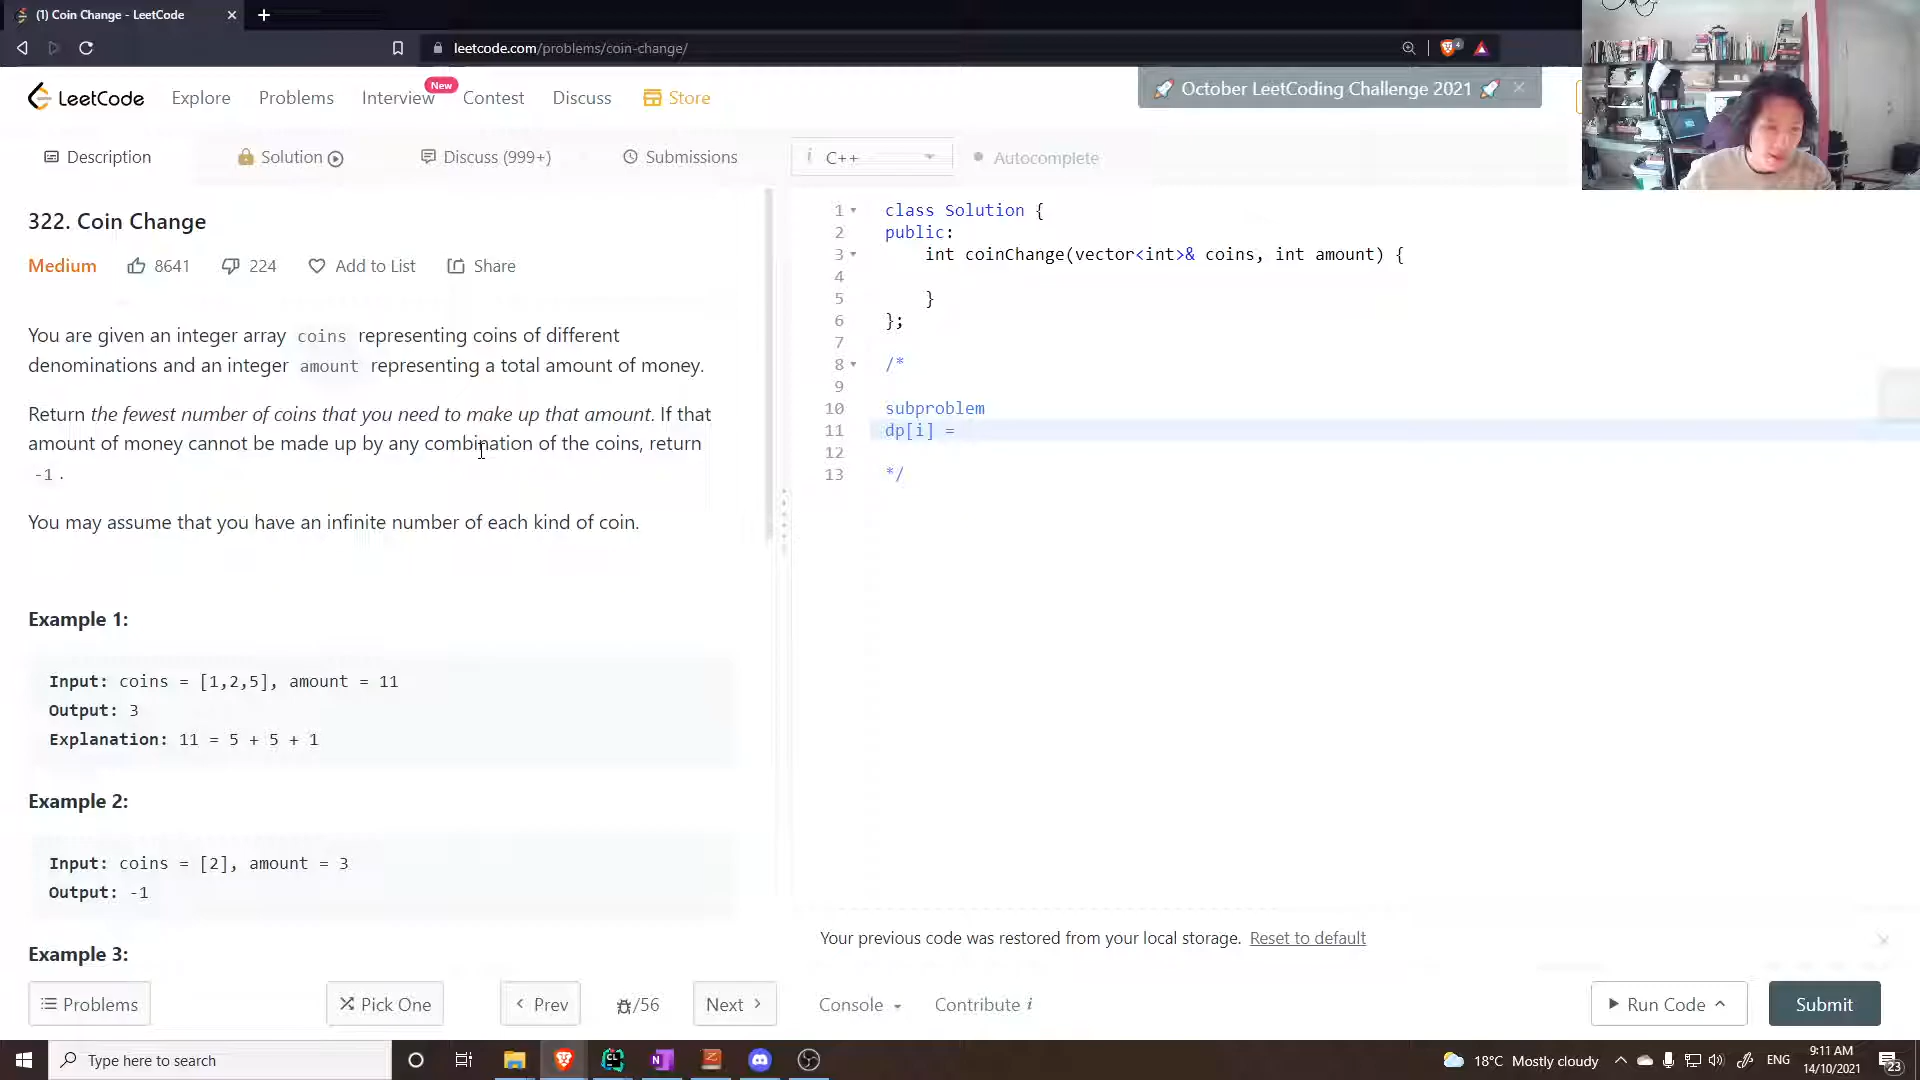 (1) Coin Change - LeetCode
leetcode.com/problems/coin-change/
4
LeetCode
Explore
Problems
Interview
New
Contest
Discuss
Store
October LeetCoding Challenge 2021
Description
Solution
Discuss (999+)
Submissions
i C++
Autocomplete
322. Coin Change
Medium
8641
224
Add to List
Share
You are given an integer array coins representing coins of different
denominations and an integer amount representing a total amount of money.
Return the fewest number of coins that you need to make up that amount. If that
amount of money cannot be made up by any combination of the coins, return
-1 .
You may assume that you have an infinite number of each kind of coin.
Example 1:
Input: coins = [1,2,5], amount = 11
Output: 3
Explanation: 11 = 5 + 5 + 1
Example 2:
Input: coins = [2], amount = 3
Output: -1
Example 3:
1 class Solution {
2 public:
3 int coinChange(vector<int>& coins, int amount) {
4
5 }
6 };
7
8 /*
9
10 subproblem
11 dp[i] =
12
13 */
Your previous code was restored from your local storage. Reset to default
Problems
Pick One
Prev
/56
Next
Console
Contribute i
Run Code
Submit
Type here to search
18°C Mostly cloudy
ENG
9:11 AM
14/10/2021
23